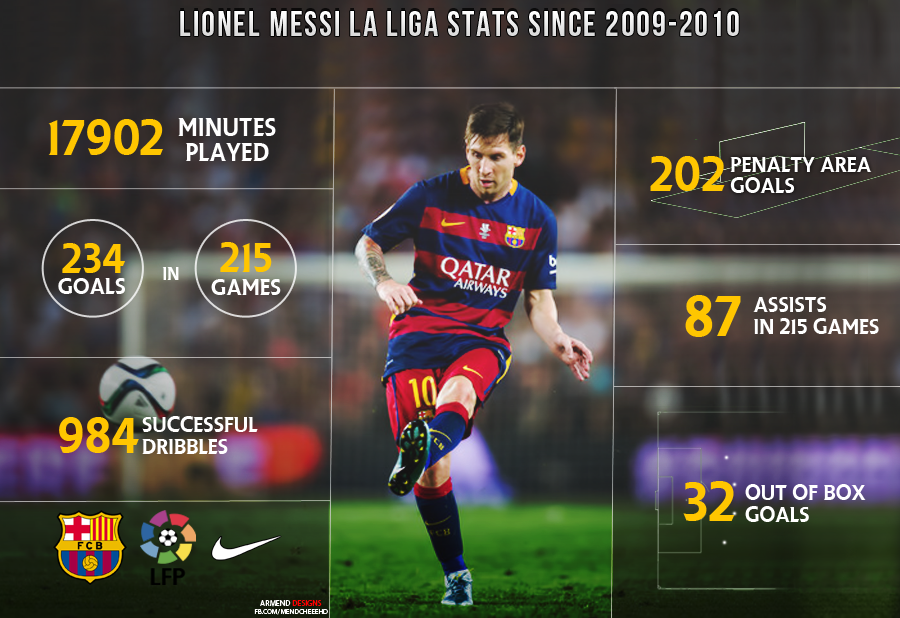 LIONEL MESSI LA LIGA STATS SINCE 2009-2010
17902 MINUTES
PLAYED
234
GOALS
IN
215
GAMES
984 SUCCESSFUL
DRIBBLES
FCB
LFP
ARMEND DESIGNS
FB.COM/MENDCHEEEHD
QATAR
AIRWAYS
10
202 PENALTY AREA
GOALS
87 ASSISTS
IN 215 GAMES
32 OUT OF BOX
GOALS